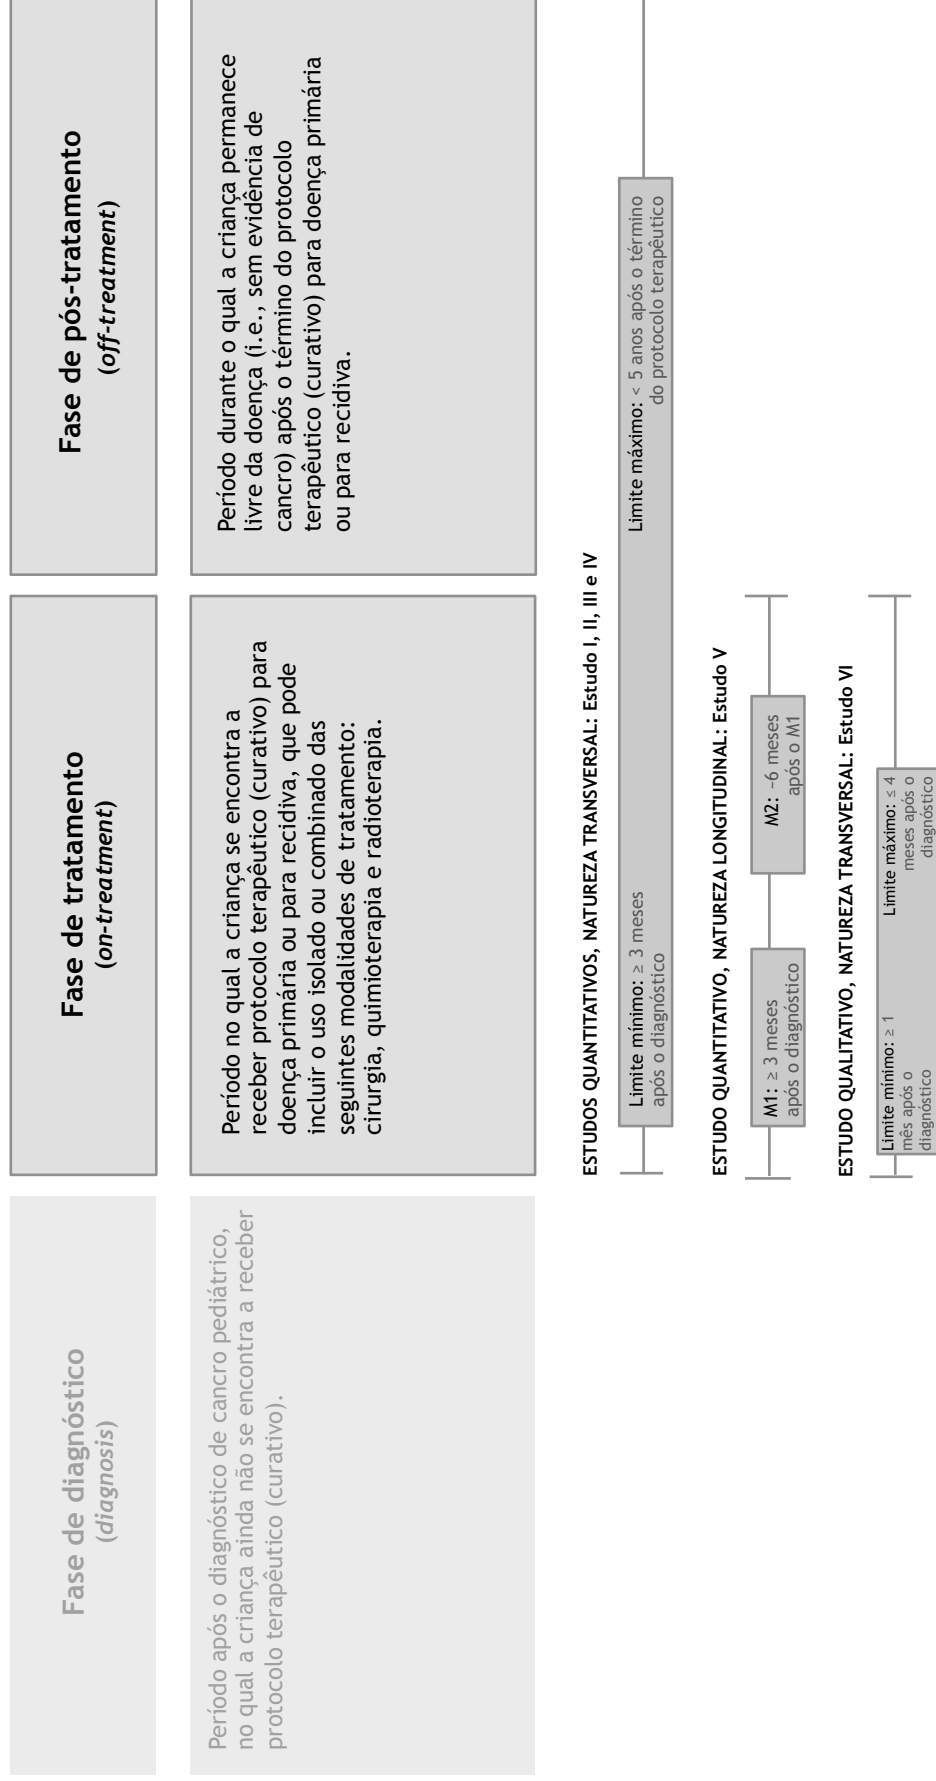 Fase de diagnóstico
(diagnosis)
Período após o diagnóstico de cancro pediátrico,
no qual a criança ainda não se encontra a receber
protocolo terapêutico (curativo).
Fase de tratamento
(on-treatment)
Período no qual a criança se encontra a
receber protocolo terapêutico (curativo) para
doença primária ou para recidiva, que pode
incluir o uso isolado ou combinado das
seguintes modalidades de tratamento:
cirurgia, quimioterapia e radioterapia.
Fase de pós-tratamento
(off-treatment)
Período durante o qual a criança permanece
livre da doença (i.e., sem evidência de
cancro) após o término do protocolo
terapêutico (curativo) para doença primária
ou para recidiva.
ESTUDOS QUANTITATIVOS, NATUREZA TRANSVERSAL: Estudo I, II, III e IV
Limite mínimo: ≥ 3 meses
após o diagnóstico
Limite máximo: < 5 anos após o término
do protocolo terapêutico
ESTUDO QUANTITATIVO, NATUREZA LONGITUDINAL: Estudo V
M1: ≥ 3 meses
após o diagnóstico
M2: ~6 meses
após o M1
ESTUDO QUALITATIVO, NATUREZA TRANSVERSAL: Estudo VI
Limite mínimo: ≥ 1
mês após o
diagnóstico
Limite máximo: ≤ 4
meses após o
diagnóstico